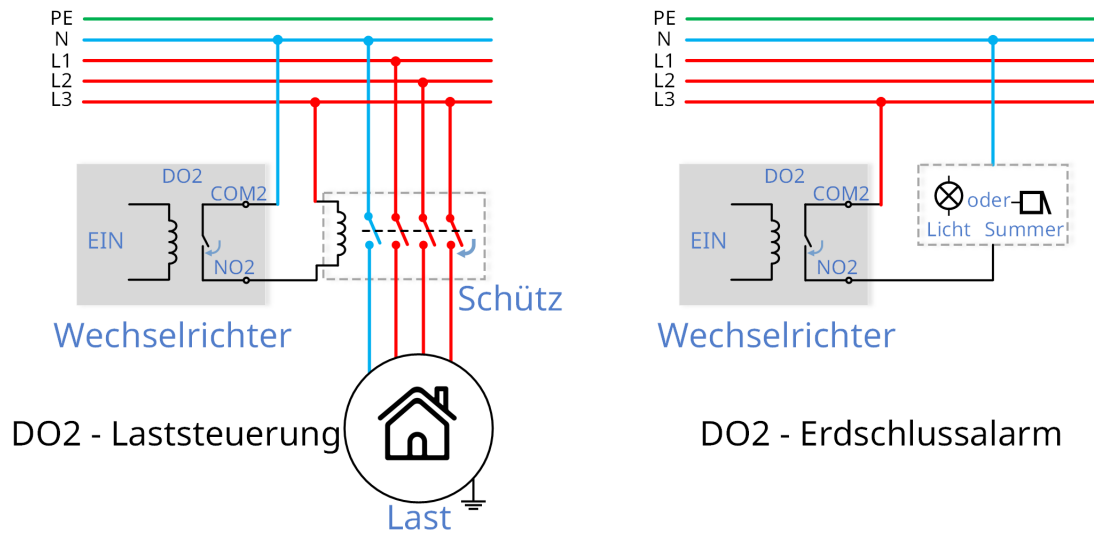 PE
N
L1
L2
L3
DO2
COM2
EIN
NO2
Wechselrichter
Schütz
DO2 - Laststeuerung
Last
PE
N
L1
L2
L3
DO2
COM2
EIN
NO2
oder
Licht Summer
Wechselrichter
DO2 - Erdschlussalarm